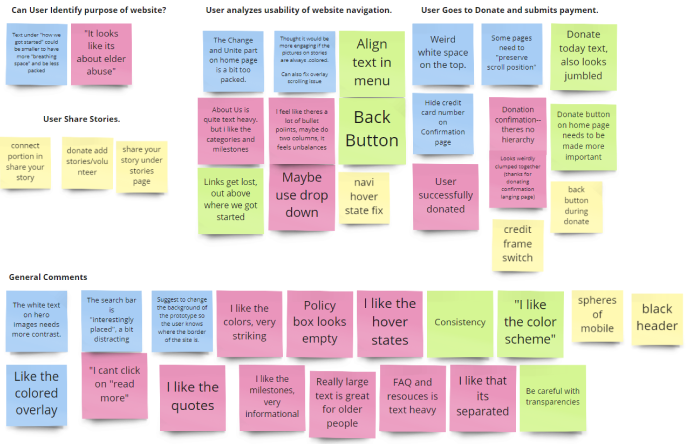 Can User Identify purpose of website?
Text under "how we
got started" could
be smaller to have
more "breathing
space" and be less
packed
"It looks
like its
about elder
abuse"
User Share Stories.
connect
portion in
share your
story
donate add
stories/volu
nteer
share your
story under
stories
page
User analyzes usability of website navigation.
The Change
and Unite part
on home page
is a bit too
packed.
Thought it would be
more engaging if the
pictures on stories
are always colored.
Can also fix overlay
scrolling issue
Align
text in
menu
About Us is
quite text heavy,
but i like the
categories and
milestones
I feel like theres a
lot of bullet
points, maybe do
two columns, it
feels unbalances
Back
Button
Links get lost,
out above
where we got
started
Maybe
use drop
down
navi
hover
state fix
User Goes to Donate and submits payment.
Weird
white space
on the top.
Some pages
need to
"preserve
scroll position"
Donate
today text,
also looks
jumbled
Hide credit
card number
on
Confirmation
page
Donation
confimation--
theres no
hierarchy
Looks weirdly
clumped together
(thanks for
donating
confirmation
langing page)
Donate button
on home page
needs to be
made more
important
User
successfully
donated
back
button
during
donate
credit
frame
switch
General Comments
The white text
on hero
images needs
more contrast.
The search bar
is
"interestingly
placed", a bit
distracting
Suggest to change
the background of
the prototype so
the user knows
where the border
of the site is.
I like the
colors, very
striking
Policy
box looks
empty
I like the
hover
states
Consistency
"I like
the color
scheme"
spheres
of
mobile
black
header
Like the
colored
overlay
"I cant click
on "read
more"
I like the
quotes
I like the
milestones,
very
informational
Really large
text is great
for older
people
FAQ and
resouces is
text heavy
I like that
its
separated
Be careful with
transparencies